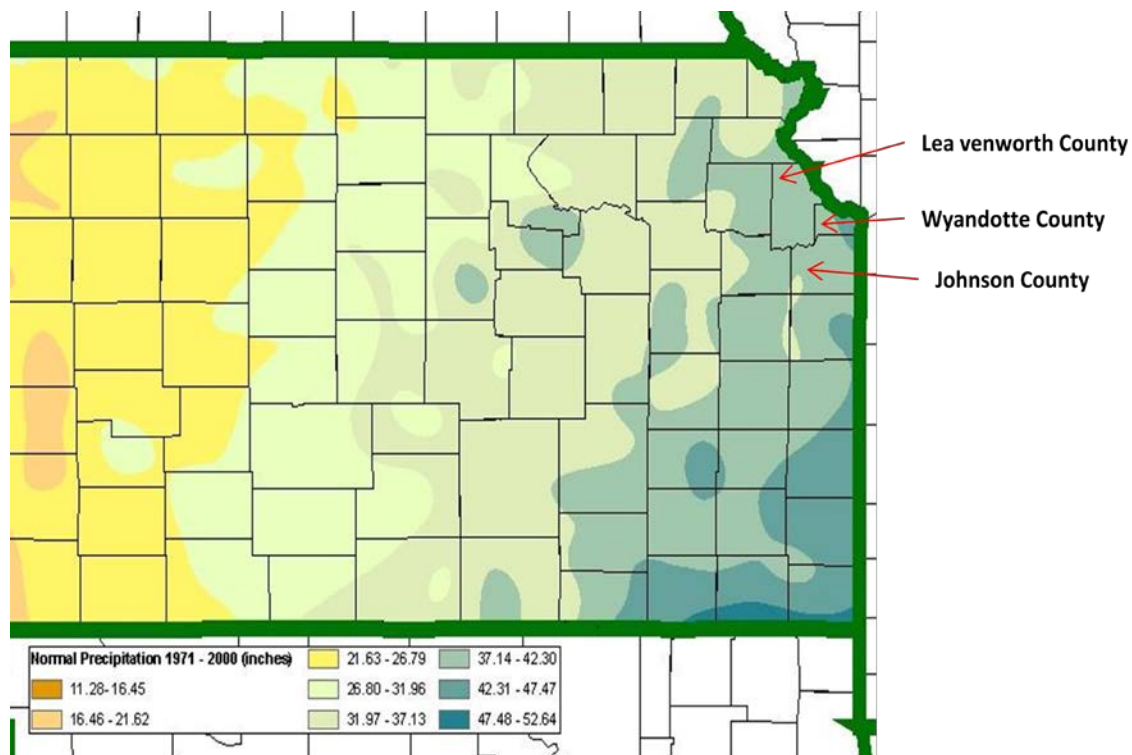 Lea venworth County
Wyandotte County
Johnson County
Normal Precipitation 1971 - 2000 (inches)
11.28-16.45
16.46 - 21.62
21.63 - 26.79
26.80 - 31.96
31.97 - 37.13
37.14 - 42.30
42.31 - 47.47
47.48 - 52.64